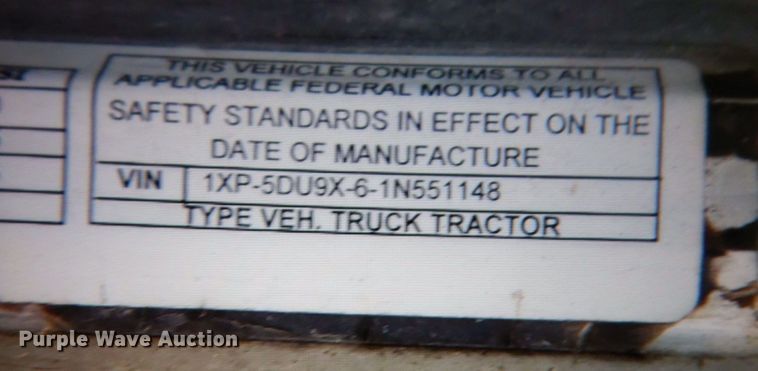 THIS VEHICLE CONFORMS TO ALL
APPLICABLE FEDERAL MOTOR VEHICLE
SAFETY STANDARDS IN EFFECT ON THE
DATE OF MANUFACTURE
VIN 1XP-5DU9X-6-1N551148
TYPE VEH. TRUCK TRACTOR
Purple Wave Auction